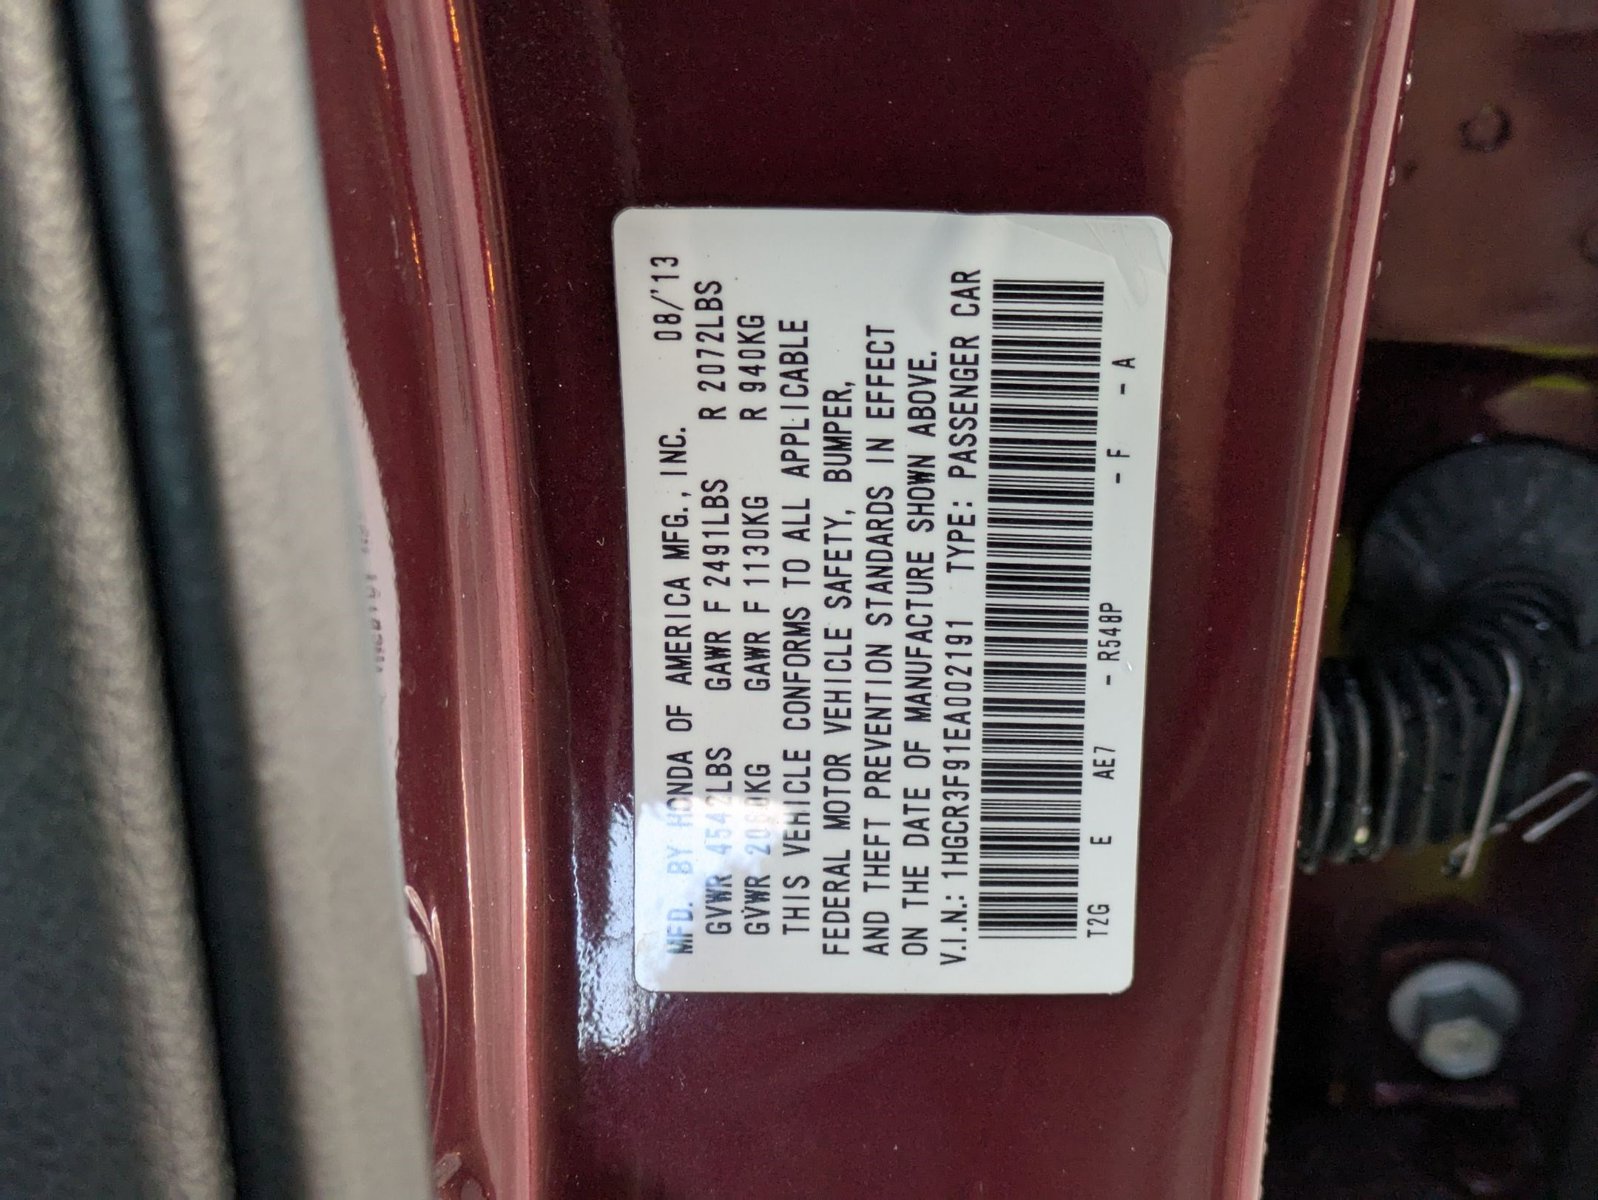 MFD. BY HONDA OF AMERICA MFG., INC. 08/'13
GVWR 4542LBS GAWR F 2491LBS R 2072LBS
GVWR 2060KG GAWR F 1130KG R 940KG
THIS VEHICLE CONFORMS TO ALL APPLICABLE
FEDERAL MOTOR VEHICLE SAFETY, BUMPER,
AND THEFT PREVENTION STANDARDS IN EFFECT
ON THE DATE OF MANUFACTURE SHOWN ABOVE.
V.I.N.: 1HGCR3F91EA002191 TYPE: PASSENGER CAR
T2G E AE7 - R548P - F - A